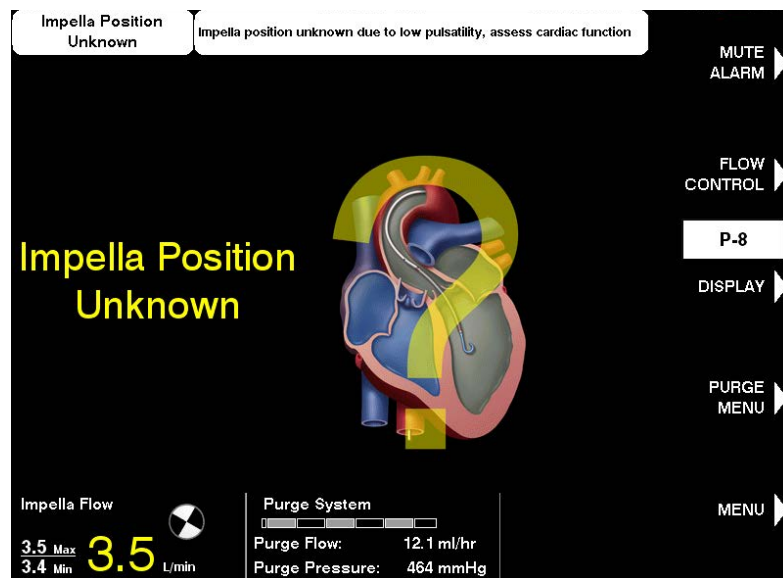 Impella Position
Unknown
Impella position unknown due to low pulsatility, assess cardiac function
MUTE
ALARM
FLOW
CONTROL
P-8
DISPLAY
PURGE
MENU
MENU
Impella Position
Unknown
?
Impella Flow
3.5 Max
3.4 Min
3.5 L/min
Purge System
Purge Flow: 12.1 ml/hr
Purge Pressure: 464 mmHg